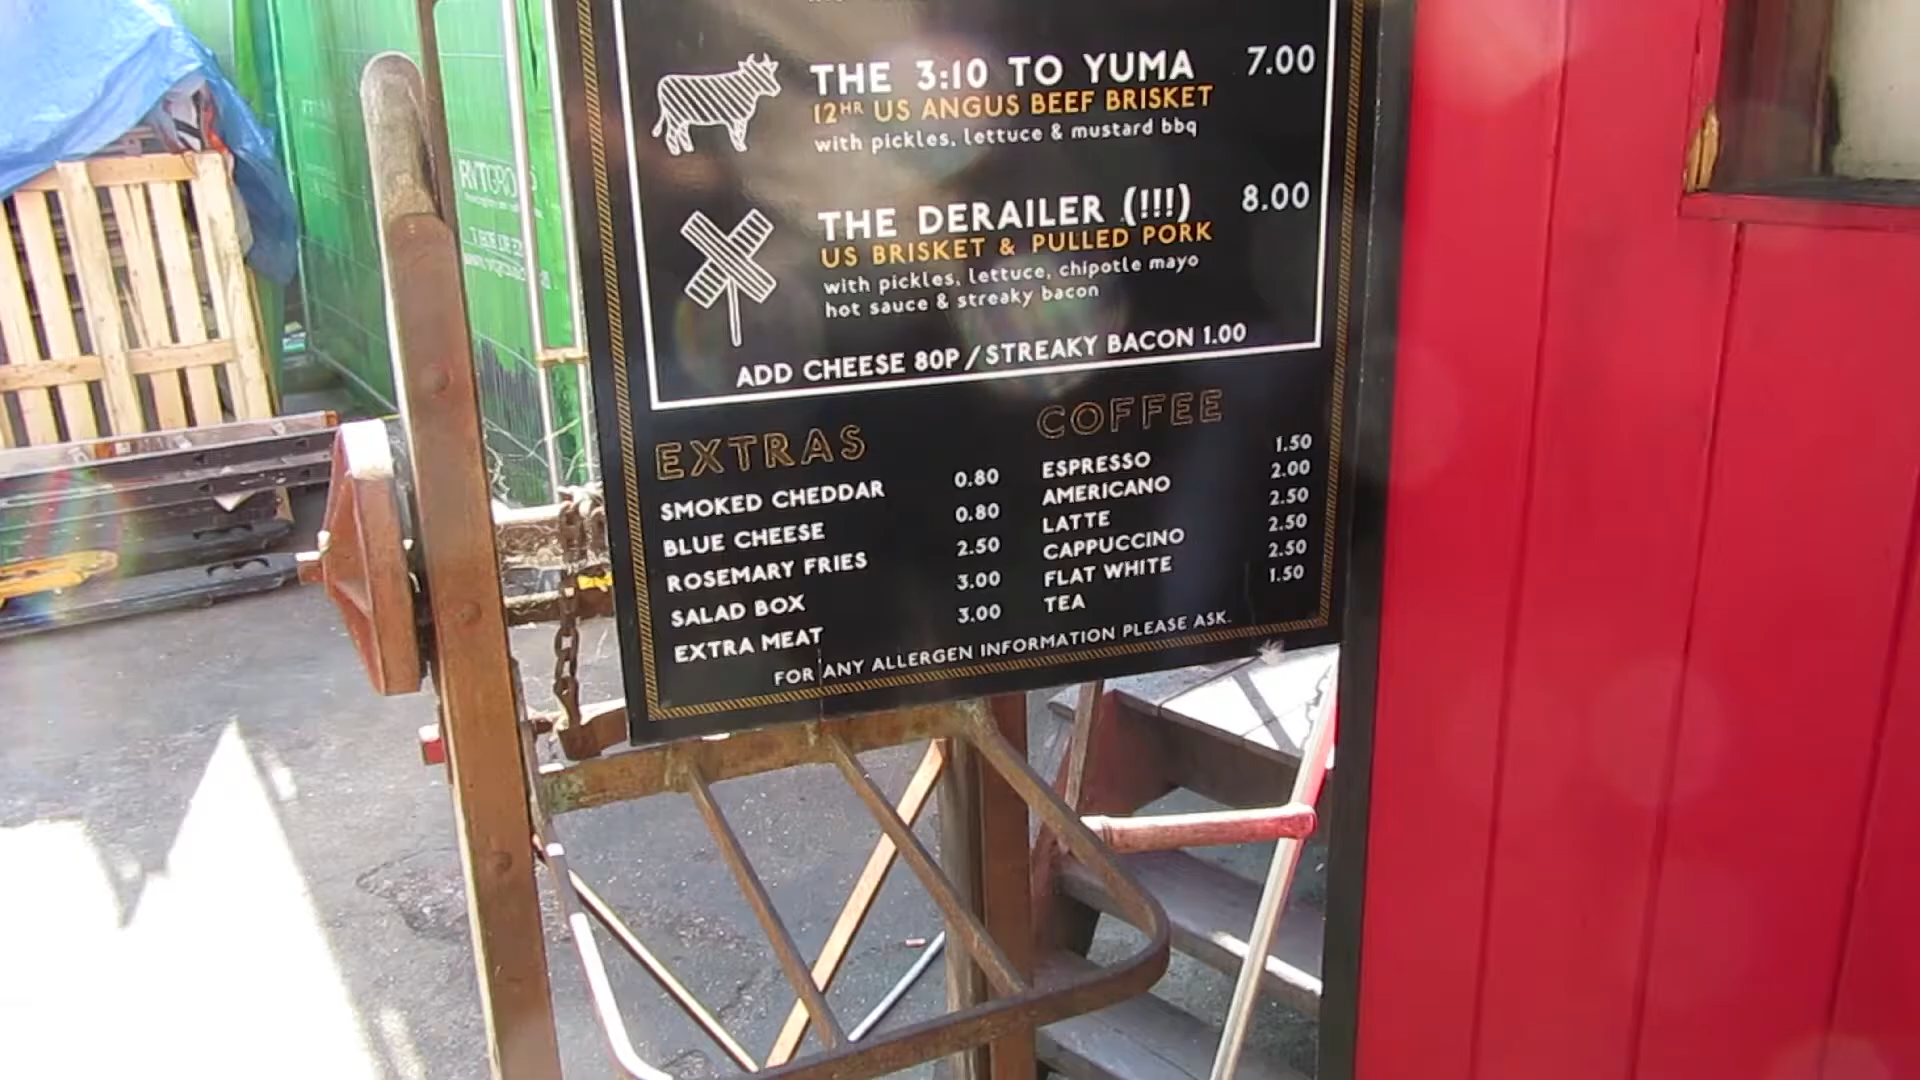 THE 3:10 TO YUMA 7.00
12HR US ANGUS BEEF BRISKET
with pickles, lettuce & mustard bbq
THE DERAILER (!!!) 8.00
US BRISKET & PULLED PORK
with pickles, lettuce, chipotle mayo
hot sauce & streaky bacon
ADD CHEESE 80P/STREAKY BACON 1.00
EXTRAS
SMOKED CHEDDAR 0.80
BLUE CHEESE 0.80
ROSEMARY FRIES 2.50
SALAD BOX 3.00
EXTRA MEAT 3.00
COFFEE
ESPRESSO 1.50
AMERICANO 2.00
LATTE 2.50
CAPPUCCINO 2.50
FLAT WHITE 2.50
TEA 1.50
FOR ANY ALLERGEN INFORMATION PLEASE ASK.